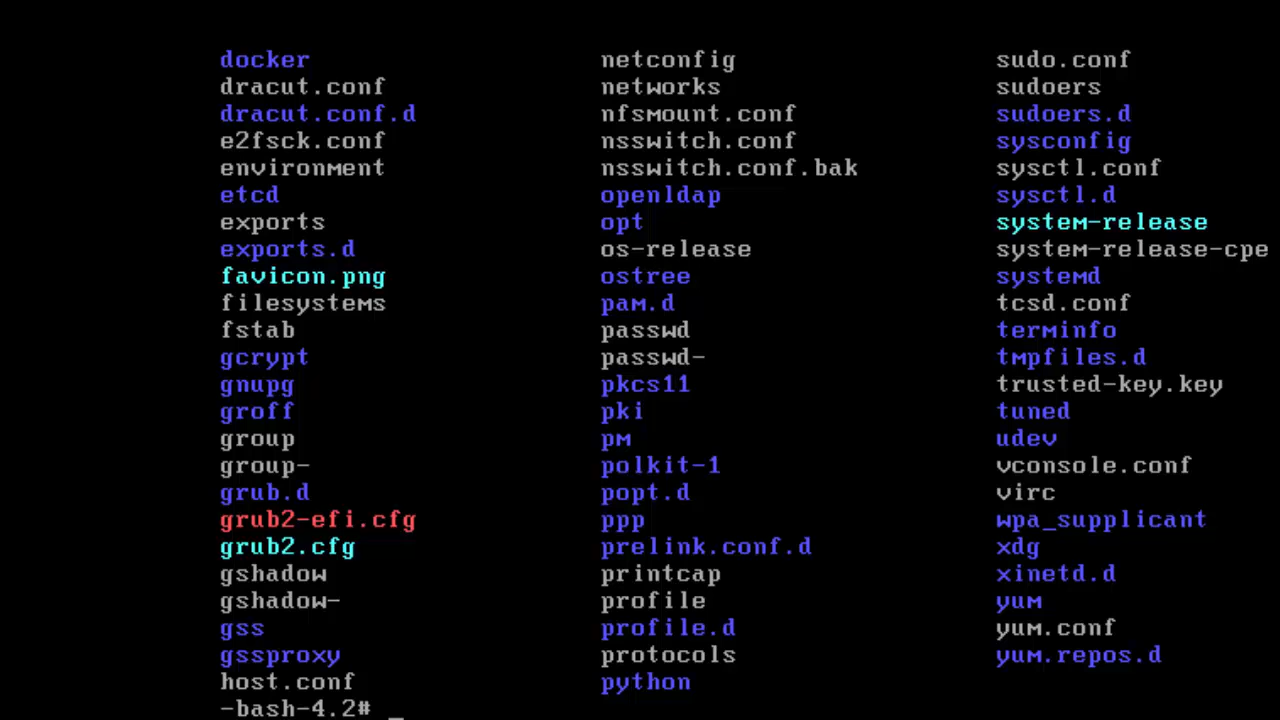 docker netconfig sudo.conf
dracut.conf networks sudoers
dracut.conf.d nfsmount.conf sudoers.d
e2fsck.conf nsswitch.conf sysconfig
environment nsswitch.conf.bak sysctl.conf
etcd openldap sysctl.d
exports opt system-release
exports.d os-release system-release-cpe
favicon.png ostree systemd
filesystems pam.d tcsd.conf
fstab passwd terminfo
gcrypt passwd- tmpfiles.d
gnupg pkcs11 trusted-key.key
groff pki tuned
group pm udev
group- polkit-1 vconsole.conf
grub.d popt.d virc
grub2-efi.cfg ppp wpa_supplicant
grub2.cfg prelink.conf.d xdg
gshadow printcap xinetd.d
gshadow- profile yum
gss profile.d yum.conf
gssproxy protocols yum.repos.d
host.conf python
-bash-4.2# _